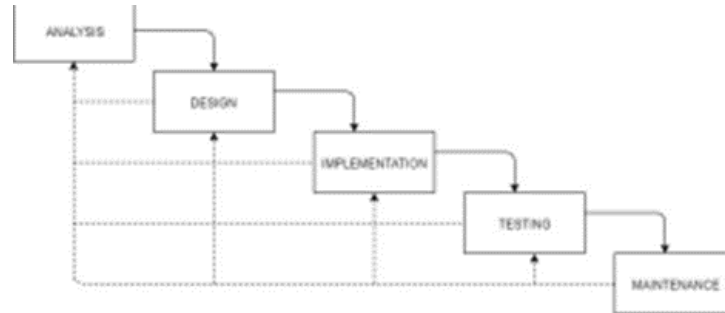 ANALYSIS
DESIGN
IMPLEMENTATION
TESTING
MAINTENANCE